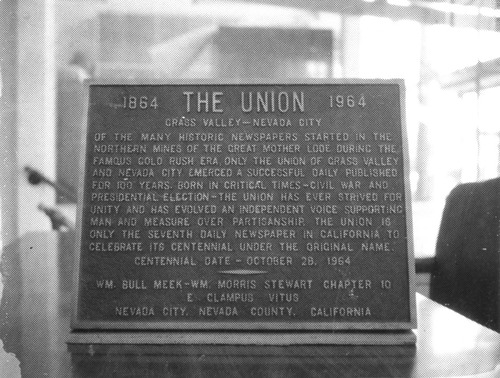 1864 THE UNION 1964
GRASS VALLEY-NEVADA CITY
OF THE MANY HISTORIC NEWSPAPERS STARTED IN THE
NORTHERN MINES OF THE GREAT MOTHER LODE DURING THE
FAMOUS GOLD RUSH ERA, ONLY THE UNION OF GRASS VALLEY
AND NEVADA CITY EMERGED A SUCCESSFUL DAILY PUBLISHED
FOR 100 YEARS. BORN IN CRITICAL TIMES-CIVIL WAR AND
PRESIDENTIAL ELECTION-THE UNION HAS EVER STRIVED FOR
UNITY AND HAS EVOLVED AN INDEPENDENT VOICE SUPPORTING
MAN AND MEASURE OVER PARTISANSHIP. THE UNION IS
ONLY THE SEVENTH DAILY NEWSPAPER IN CALIFORNIA TO
CELEBRATE ITS CENTENNIAL UNDER THE ORIGINAL NAME.
CENTENNIAL DATE - OCTOBER 28, 1964
WM. BULL MEEK-WM. MORRIS STEWART CHAPTER 10
E CLAMPUS VITUS
NEVADA CITY, NEVADA COUNTY, CALIFORNIA